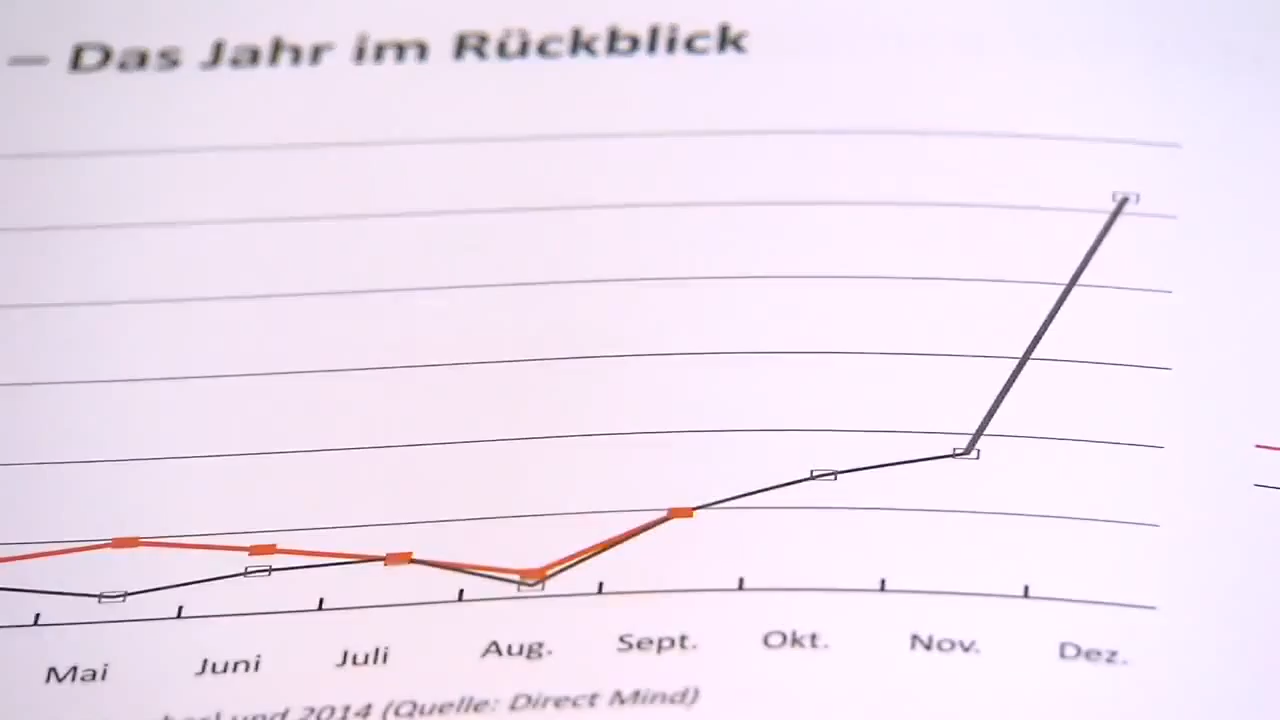 – Das Jahr im Rückblick
Mai Juni Juli Aug. Sept. Okt. Nov. Dez.
und 2014 (Quelle: Direct Mind)